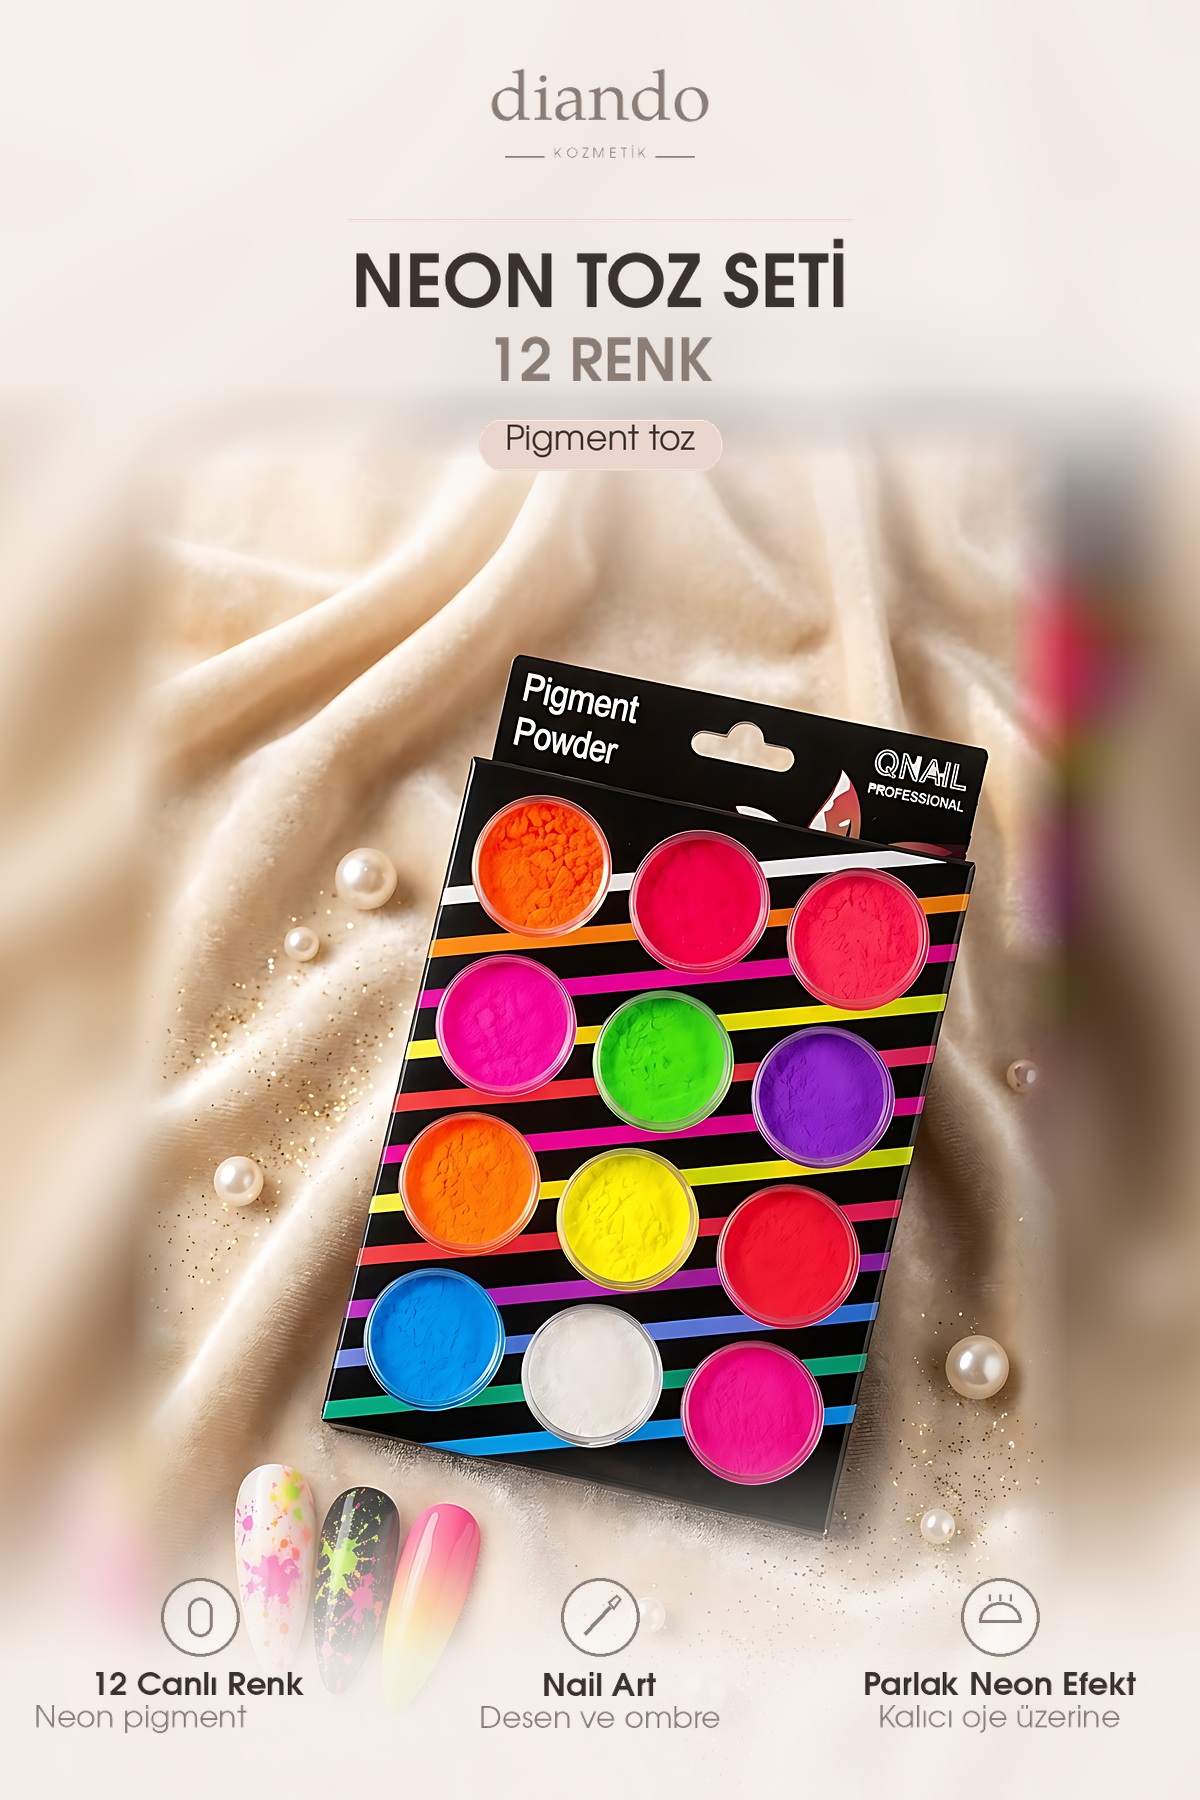 diando
KOZMETİK
NEON TOZ SETİ
12 RENK
Pigment toz
Pigment
Powder
QNAIL
PROFESSIONAL
12 Canlı Renk
Neon pigment
Nail Art
Desen ve ombre
Parlak Neon Efekt
Kalıcı oje üzerine